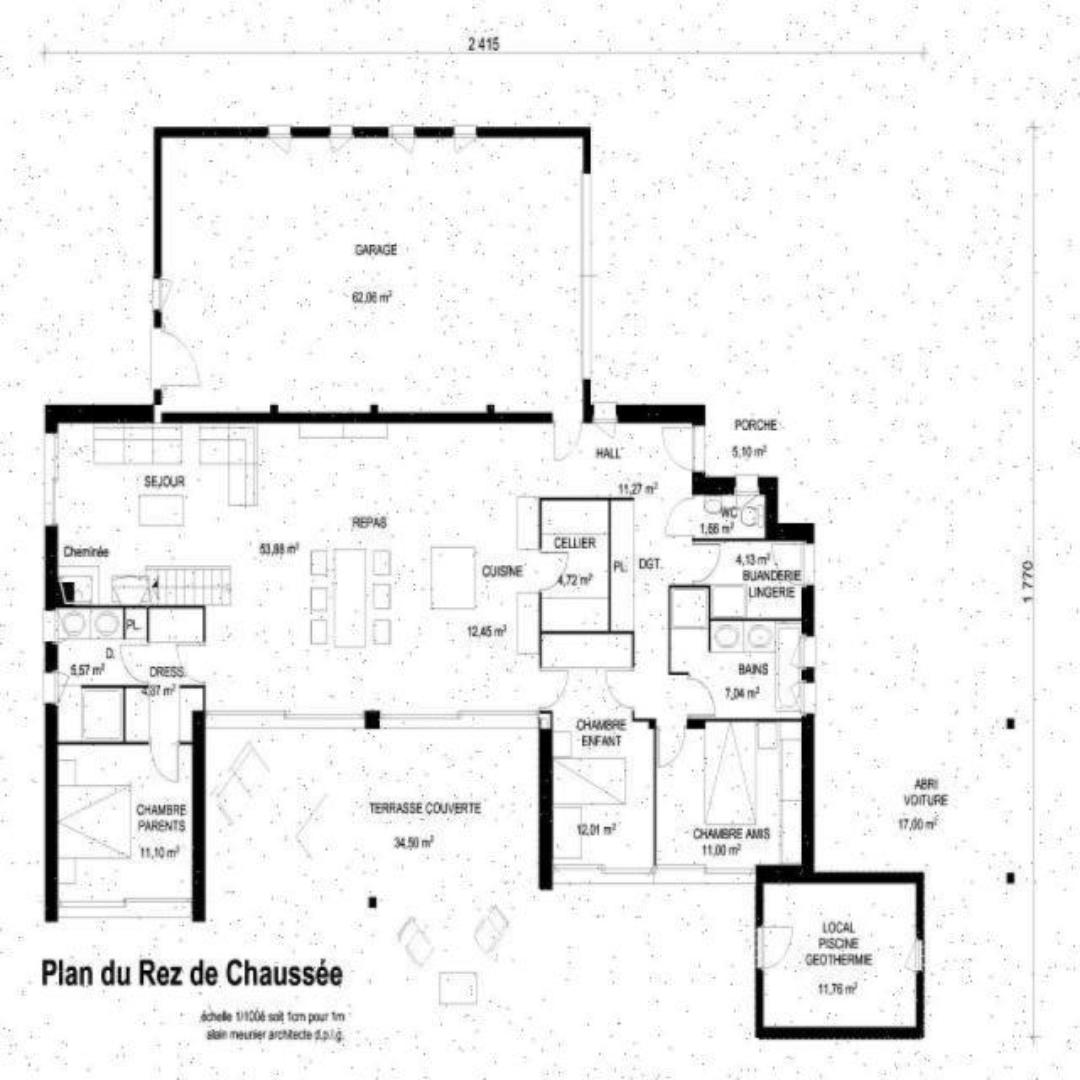 2 415
GARAGE
62,06 m²
1 770
PORCHE
5,10 m²
HALL
11,27 m²
SEJOUR
REPAS
53,88 m²
Cheminée
WC
1,66 m²
CELLIER
4,72 m²
PL.
DGT.
4,13 m²
BUANDERIE
LINGERIE
CUISINE
12,45 m²
PL.
D.
5,57 m²
DRESS.
4,87 m²
BAINS
7,04 m²
CHAMBRE
ENFANT
12,01 m²
CHAMBRE
PARENTS
11,10 m²
TERRASSE COUVERTE
34,50 m²
CHAMBRE AMIS
11,00 m²
ABRI
VOITURE
17,00 m²
LOCAL
PISCINE
GEOTHERMIE
11,76 m²
Plan du Rez de Chaussée
échelle 1/100è soit 1cm pour 1m
alain meunier architecte d.p.l.g.